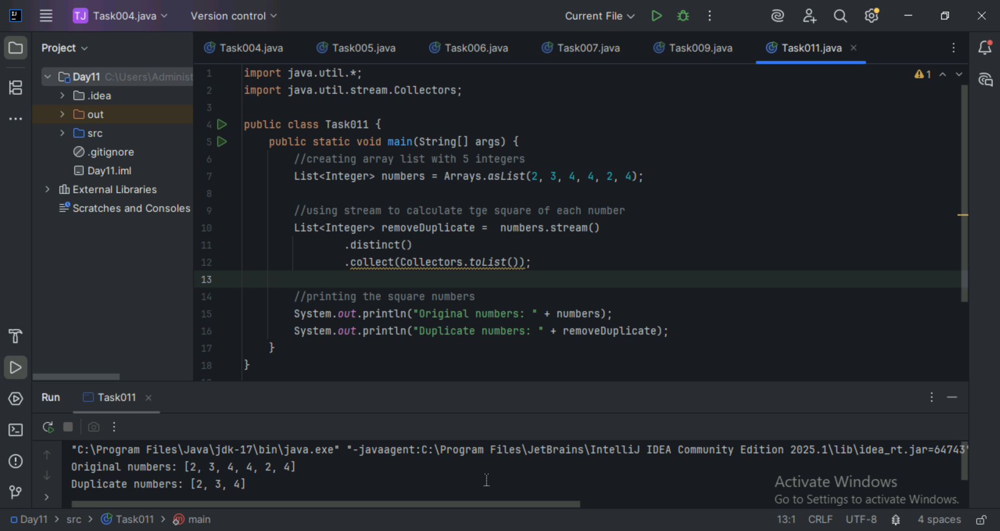 TJ Task004.java Version control Current File
Project Task004.java Task005.java Task006.java Task007.java Task009.java Task011.java
Day11 C:\Users\Administ
.idea
out
src
.gitignore
Day11.iml
External Libraries
Scratches and Consoles
1
1 import java.util.*;
2 import java.util.stream.Collectors;
3
4 public class Task011 {
5 public static void main(String[] args) {
6 //creating array list with 5 integers
7 List<Integer> numbers = Arrays.asList(2, 3, 4, 4, 2, 4);
8
9 //using stream to calculate tge square of each number
10 List<Integer> removeDuplicate =  numbers.stream()
11 .distinct()
12 .collect(Collectors.toList());
13
14 //printing the square numbers
15 System.out.println("Original numbers: " + numbers);
16 System.out.println("Duplicate numbers: " + removeDuplicate);
17 }
18 }
Run Task011
"C:\Program Files\Java\jdk-17\bin\java.exe" "-javaagent:C:\Program Files\JetBrains\IntelliJ IDEA Community Edition 2025.1\lib\idea_rt.jar=64743"
Original numbers: [2, 3, 4, 4, 2, 4]
Duplicate numbers: [2, 3, 4]
Activate Windows
Go to Settings to activate Windows.
Day11 > src > Task011 > main 13:1 CRLF UTF-8 4 spaces